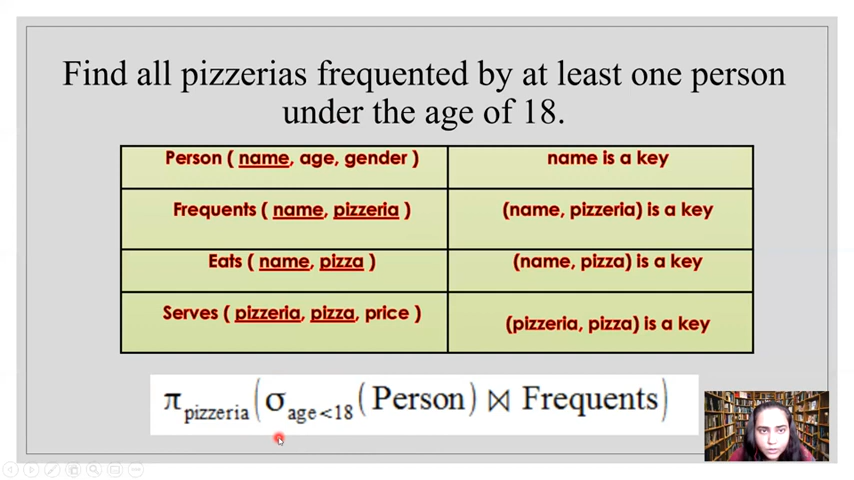 Find all pizzerias frequented by at least one person
under the age of 18.
Person ( name, age, gender )
name is a key
Frequents ( name, pizzeria )
(name, pizzeria) is a key
Eats ( name, pizza )
(name, pizza) is a key
Serves ( pizzeria, pizza, price )
(pizzeria, pizza) is a key
π pizzeria (σ age<18 (Person) ⋈ Frequents)